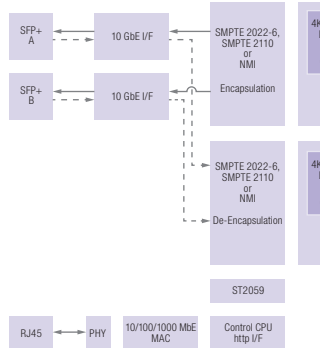 SFP+
A
10 GbE I/F
SMPTE 2022-6,
SMPTE 2110
or
NMI
Encapsulation
4K
SFP+
B
10 GbE I/F
SMPTE 2022-6,
SMPTE 2110
or
NMI
De-Encapsulation
4K
ST2059
RJ45
PHY
10/100/1000 MbE
MAC
Control CPU
http I/F